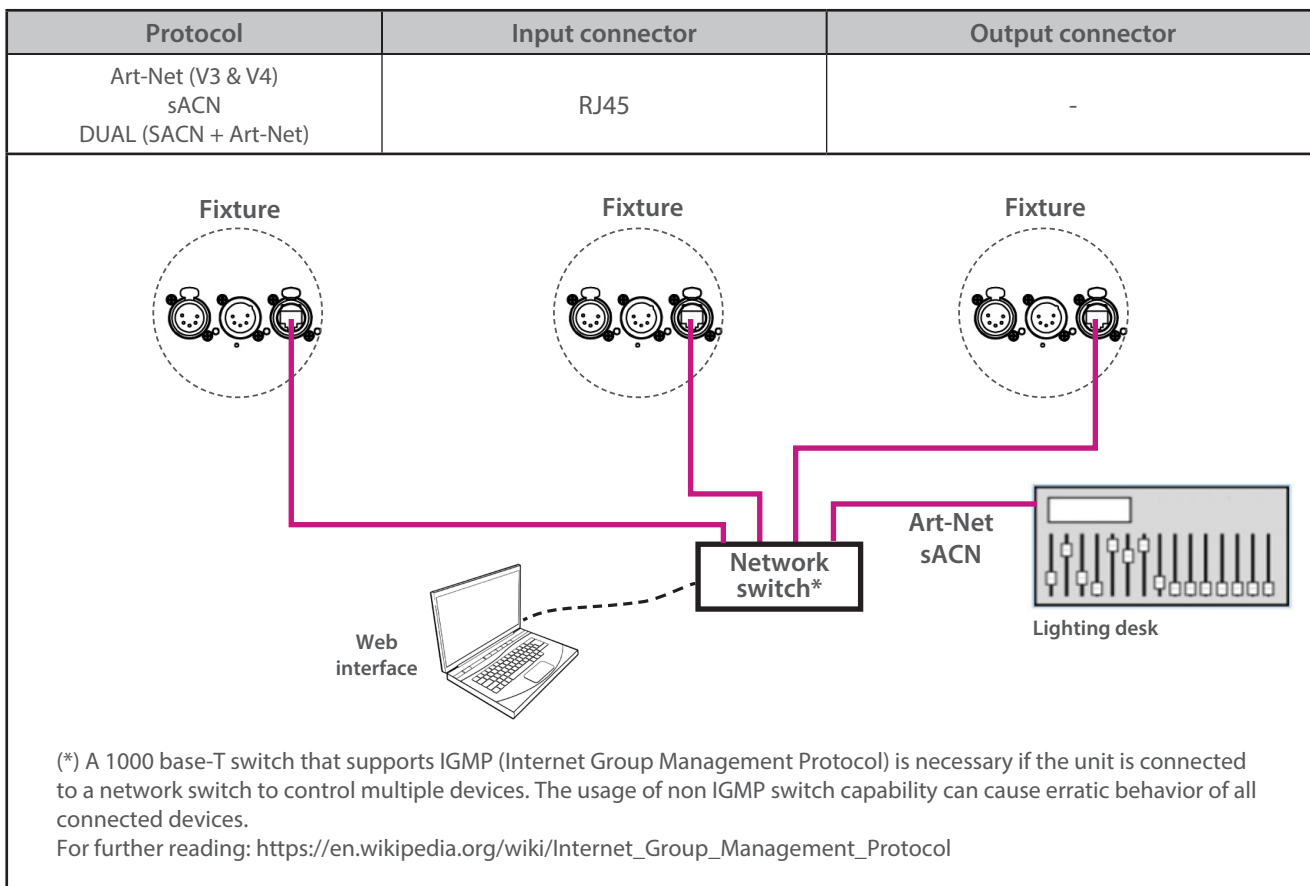 Protocol
Input connector
Output connector
Art-Net (V3 & V4)
sACN
DUAL (SACN + Art-Net)
RJ45
-
Fixture
Fixture
Fixture
Art-Net
sACN
Network
switch*
Web
interface
Lighting desk
(*) A 1000 base-T switch that supports IGMP (Internet Group Management Protocol) is necessary if the unit is connected
to a network switch to control multiple devices. The usage of non IGMP switch capability can cause erratic behavior of all
connected devices.
For further reading: https://en.wikipedia.org/wiki/Internet_Group_Management_Protocol